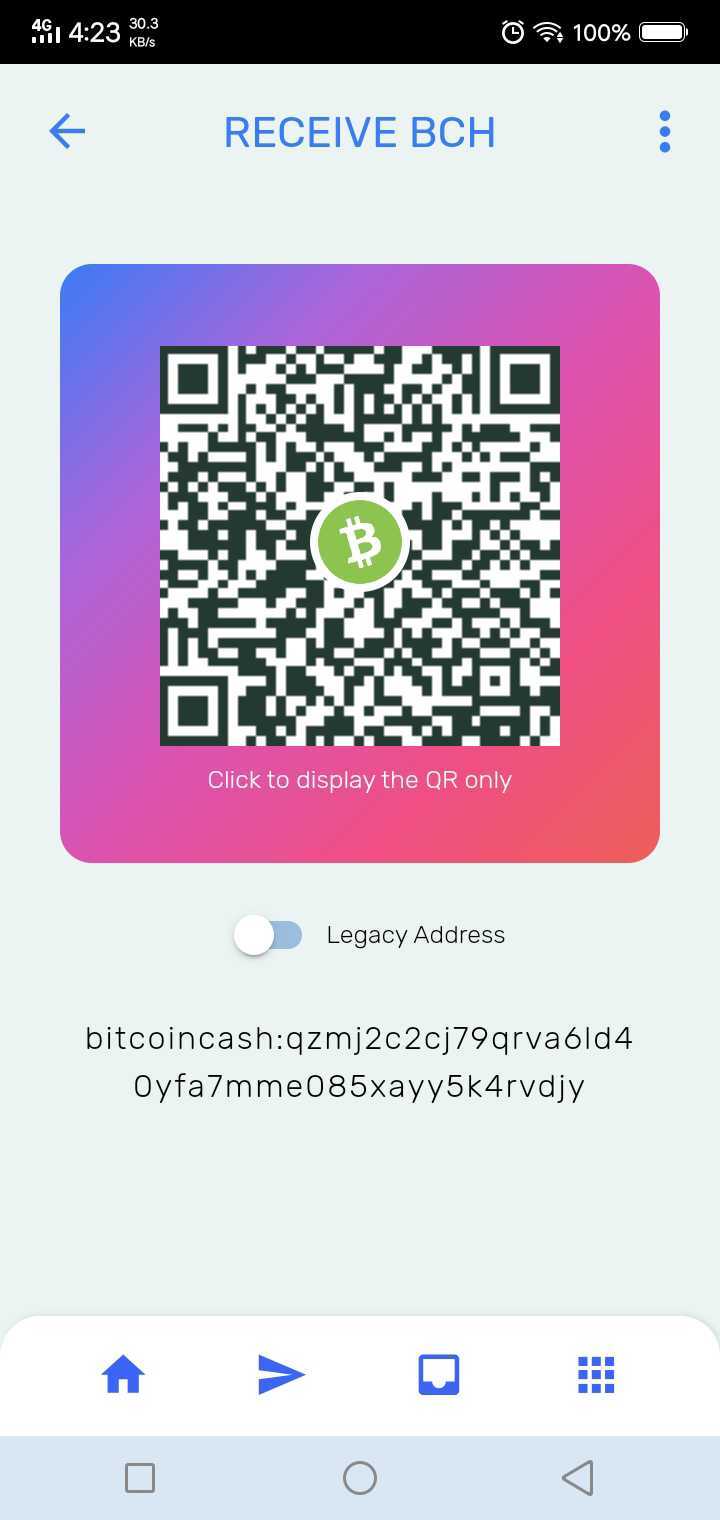 4G 4:23 30.3 KB/s 100%
RECEIVE BCH
Click to display the QR only
Legacy Address
bitcoincash:qzmj2c2cj79qrva6ld4
0yfa7mme085xayy5k4rvdjy